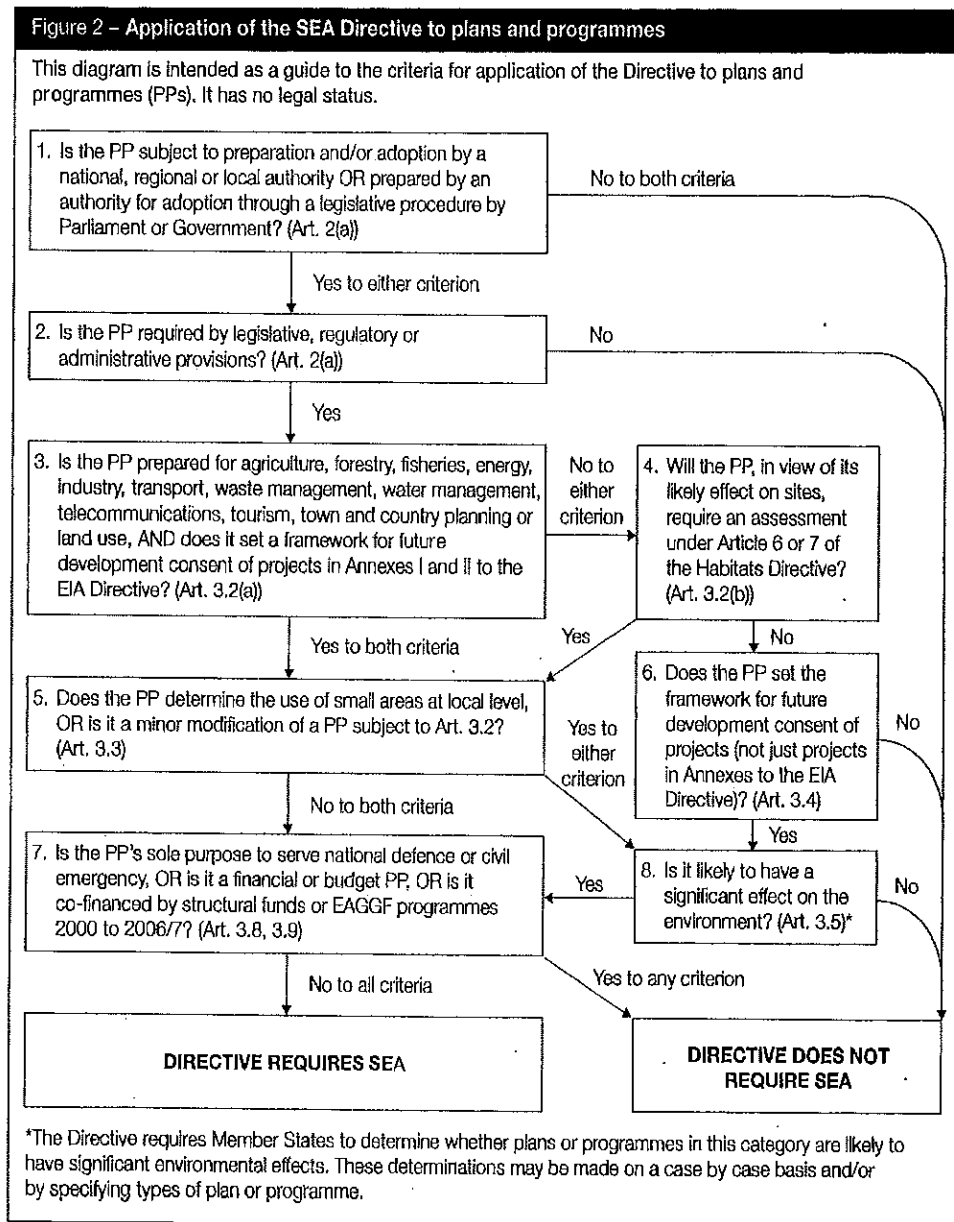 Figure 2 – Application of the SEA Directive to plans and programmes
This diagram is intended as a guide to the criteria for application of the Directive to plans and
programmes (PPs). It has no legal status.
1. Is the PP subject to preparation and/or adoption by a
national, regional or local authority OR prepared by an
authority for adoption through a legislative procedure by
Parliament or Government? (Art. 2(a))
No to both criteria
Yes to either criterion
2. Is the PP required by legislative, regulatory or
administrative provisions? (Art. 2(a))
No
Yes
3. Is the PP prepared for agriculture, forestry, fisheries, energy,
industry, transport, waste management, water management,
telecommunications, tourism, town and country planning or
land use, AND does it set a framework for future
development consent of projects in Annexes I and II to the
EIA Directive? (Art. 3.2(a))
No to
either
criterion
4. Will the PP, in view of its
likely effect on sites,
require an assessment
under Article 6 or 7 of
the Habitats Directive?
(Art. 3.2(b))
Yes to both criteria
Yes
No
5. Does the PP determine the use of small areas at local level,
OR is it a minor modification of a PP subject to Art. 3.2?
(Art. 3.3)
Yes to
either
criterion
6. Does the PP set the
framework for future
development consent of
projects (not just projects
in Annexes to the EIA
Directive)? (Art. 3.4)
No
No to both criteria
Yes
7. Is the PP's sole purpose to serve national defence or civil
emergency, OR is it a financial or budget PP, OR is it
co-financed by structural funds or EAGGF programmes
2000 to 2006/7? (Art. 3.8, 3.9)
Yes
8. Is it likely to have a
significant effect on the
environment? (Art. 3.5)*
No
No to all criteria
Yes to any criterion
DIRECTIVE REQUIRES SEA
DIRECTIVE DOES NOT
REQUIRE SEA
*The Directive requires Member States to determine whether plans or programmes in this category are likely to
have significant environmental effects. These determinations may be made on a case by case basis and/or
by specifying types of plan or programme.